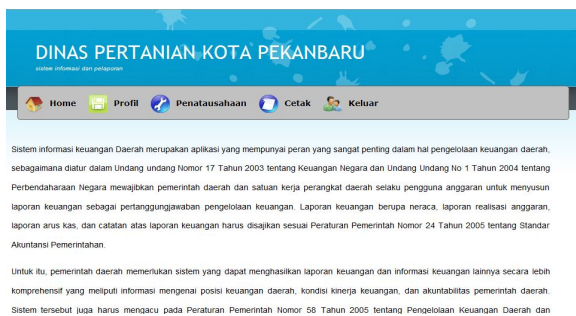 DINAS PERTANIAN KOTA PEKANBARU
sistem infomasi dan pelaporan
Home Profil Penatausahaan Cetak Keluar
Sistem informasi keuangan Daerah merupakan aplikasi yang mempunyai peran yang sangat penting dalam hal pengelolaan keuangan daerah,
sebagaimana diatur dalam Undang undang Nomor 17 Tahun 2003 tentang Keuangan Negara dan Undang Undang No 1 Tahun 2004 tentang
Perbendaharaan Negara mewajibkan pemerintah daerah dan satuan kerja perangkat daerah selaku pengguna anggaran untuk menyusun
laporan keuangan sebagai pertanggungjawaban pengelolaan keuangan. Laporan keuangan berupa neraca, laporan realisasi anggaran,
laporan arus kas, dan catatan atas laporan keuangan harus disajikan sesuai Peraturan Pemerintah Nomor 24 Tahun 2005 tentang Standar
Akuntansi Pemerintahan.
Untuk itu, pemerintah daerah memerlukan sistem yang dapat menghasilkan laporan keuangan dan informasi keuangan lainnya secara lebih
komprehensif yang meliputi informasi mengenai posisi keuangan daerah, kondisi kinerja keuangan, dan akuntabilitas pemerintah daerah.
Sistem tersebut juga harus mengacu pada Peraturan Pemerintah Nomor 58 Tahun 2005 tentang Pengelolaan Keuangan Daerah dan